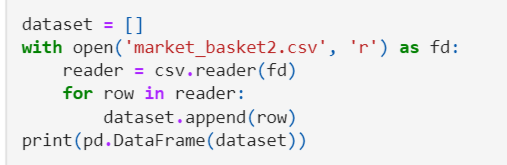 dataset = []
with open('market_basket2.csv', 'r') as fd:
    reader = csv.reader(fd)
    for row in reader:
        dataset.append(row)
print(pd.DataFrame(dataset))